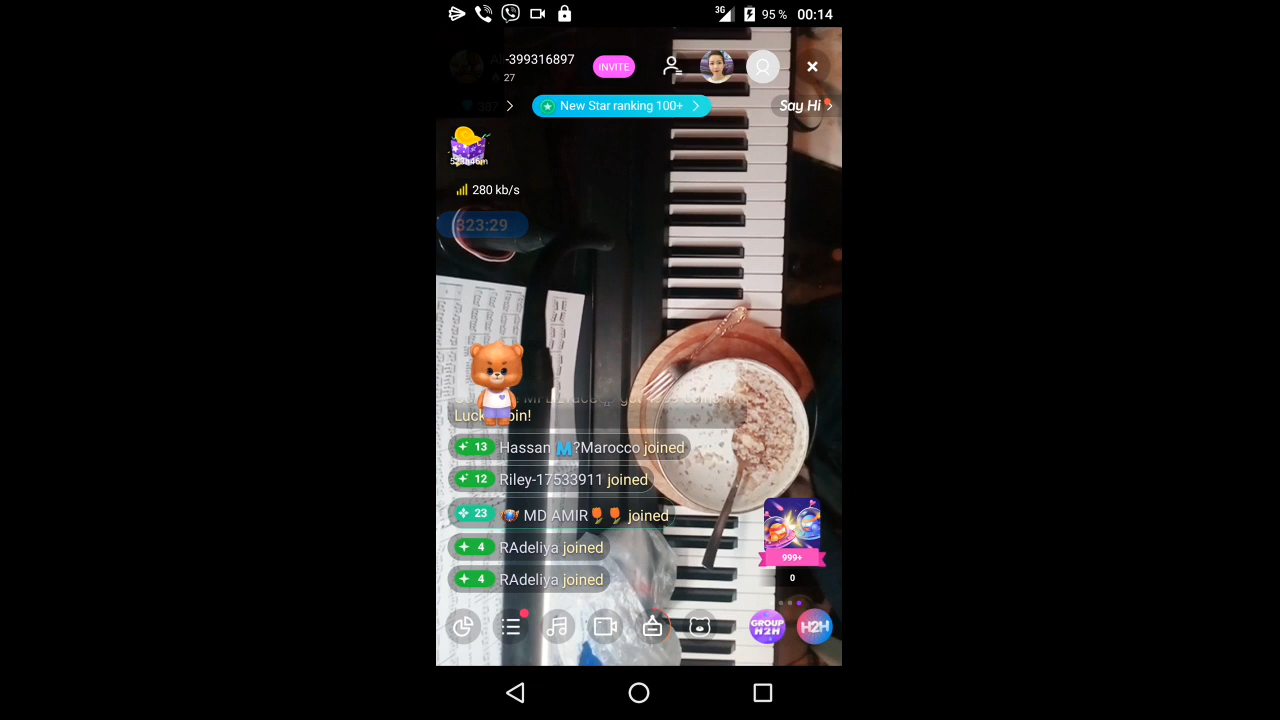 3G 95 % 00:14
-399316897
27
INVITE
387
New Star ranking 100+
Say Hi
280 kb/s
323:29
Hassan M?Marocco joined
13
Riley-17533911 joined
12
MD AMIR joined
23
RAdeliya joined
4
RAdeliya joined
4
999+
0
GROUP H2H
H2H